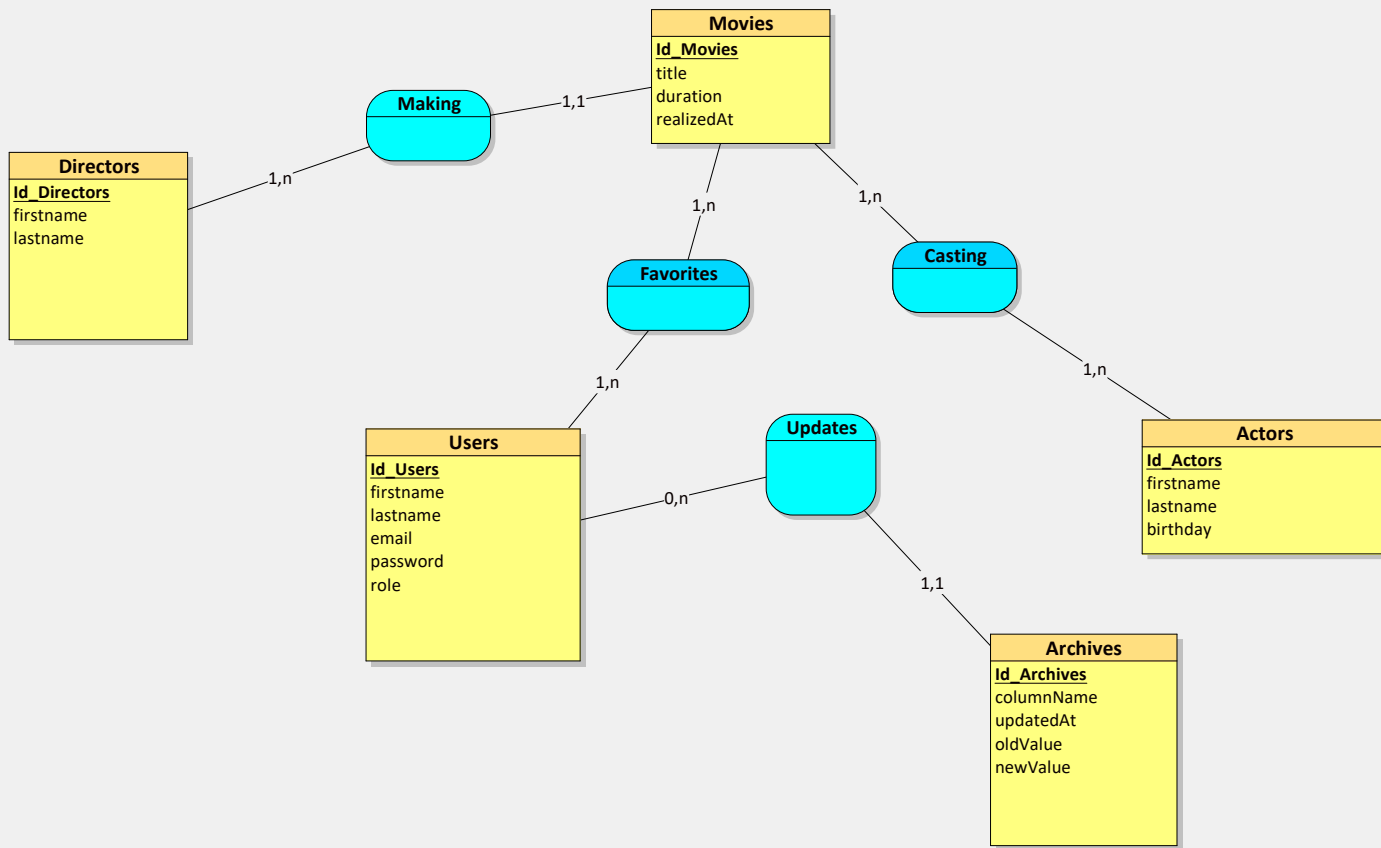 Movies
Id_Movies
title
duration
realizedAt
Making
1,1
Directors
Id_Directors
firstname
lastname
1,n
1,n
1,n
Favorites
Casting
1,n
1,n
Users
Id_Users
firstname
lastname
email
password
role
Updates
0,n
Actors
Id_Actors
firstname
lastname
birthday
1,1
Archives
Id_Archives
columnName
updatedAt
oldValue
newValue